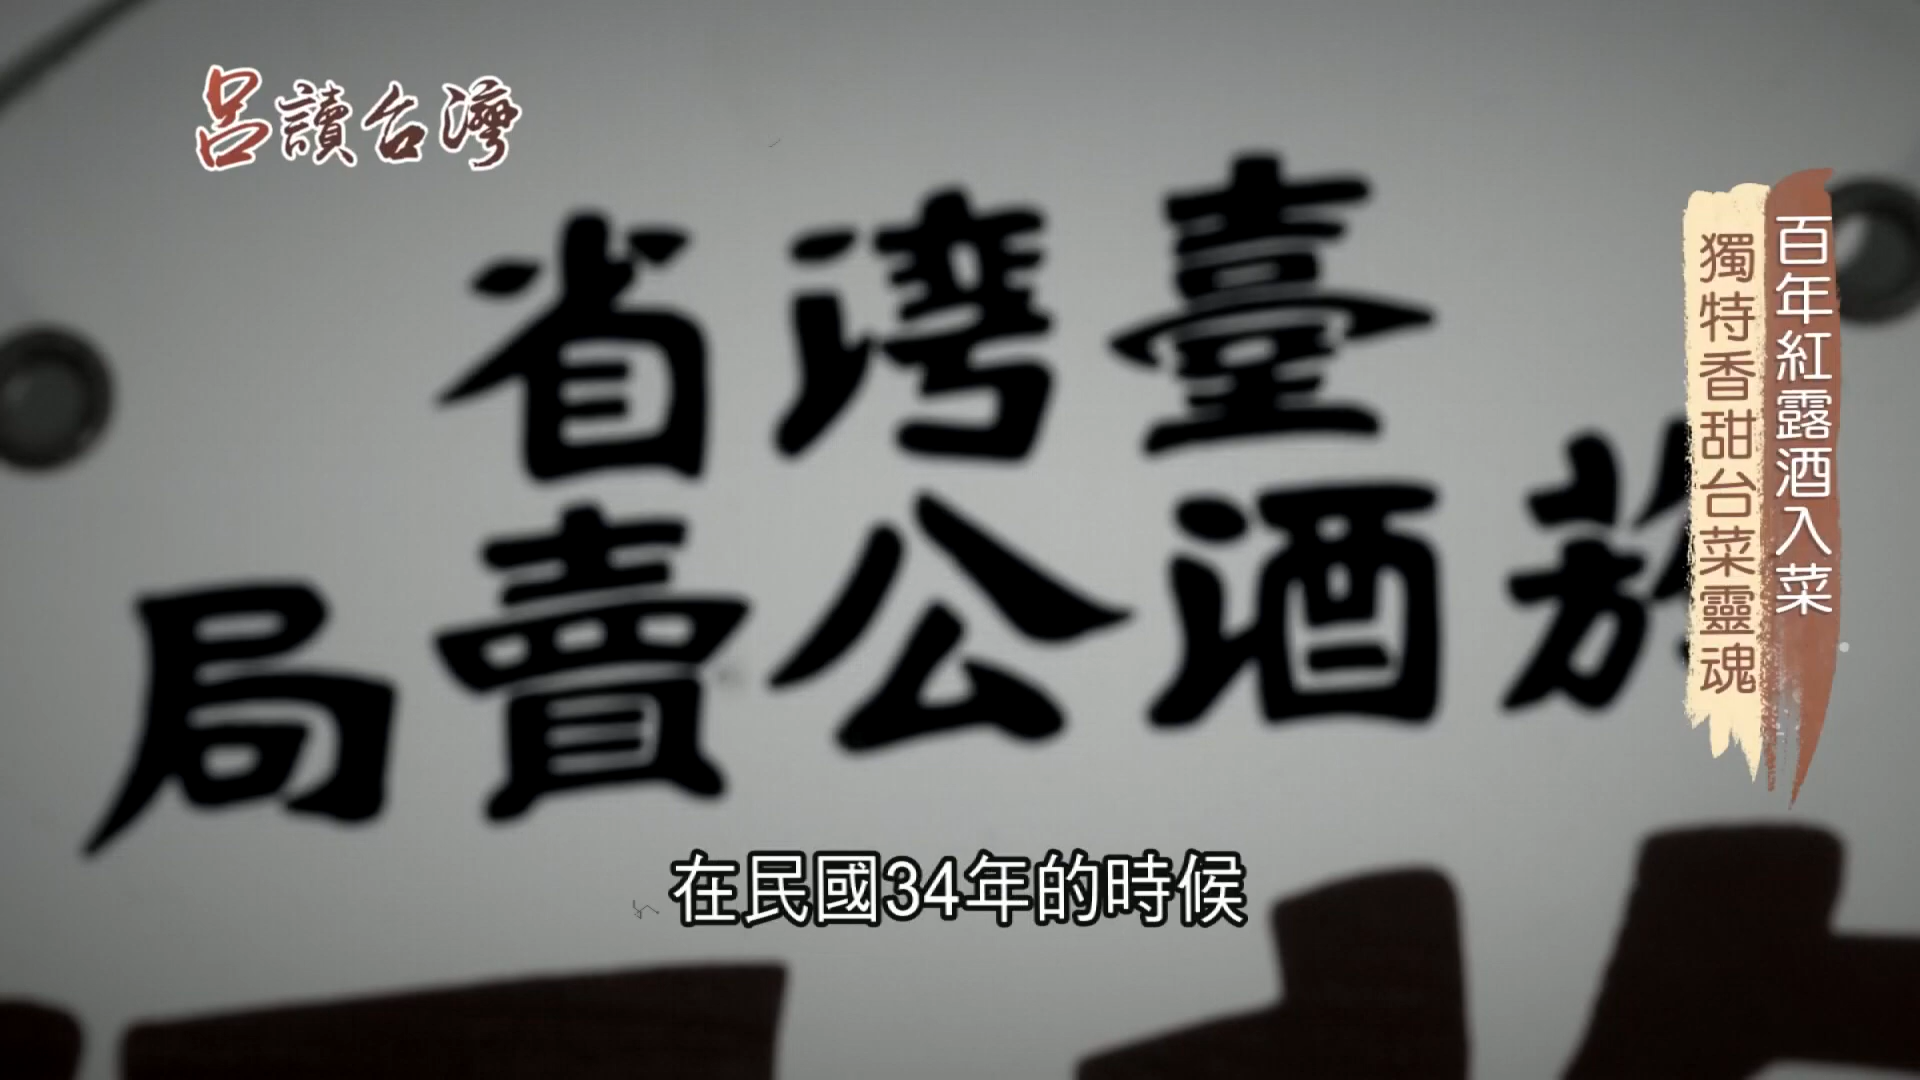 呂讀台灣
百年紅露酒入菜
獨特香甜台菜靈魂
臺灣省
菸酒公賣局
在民國34年的時候